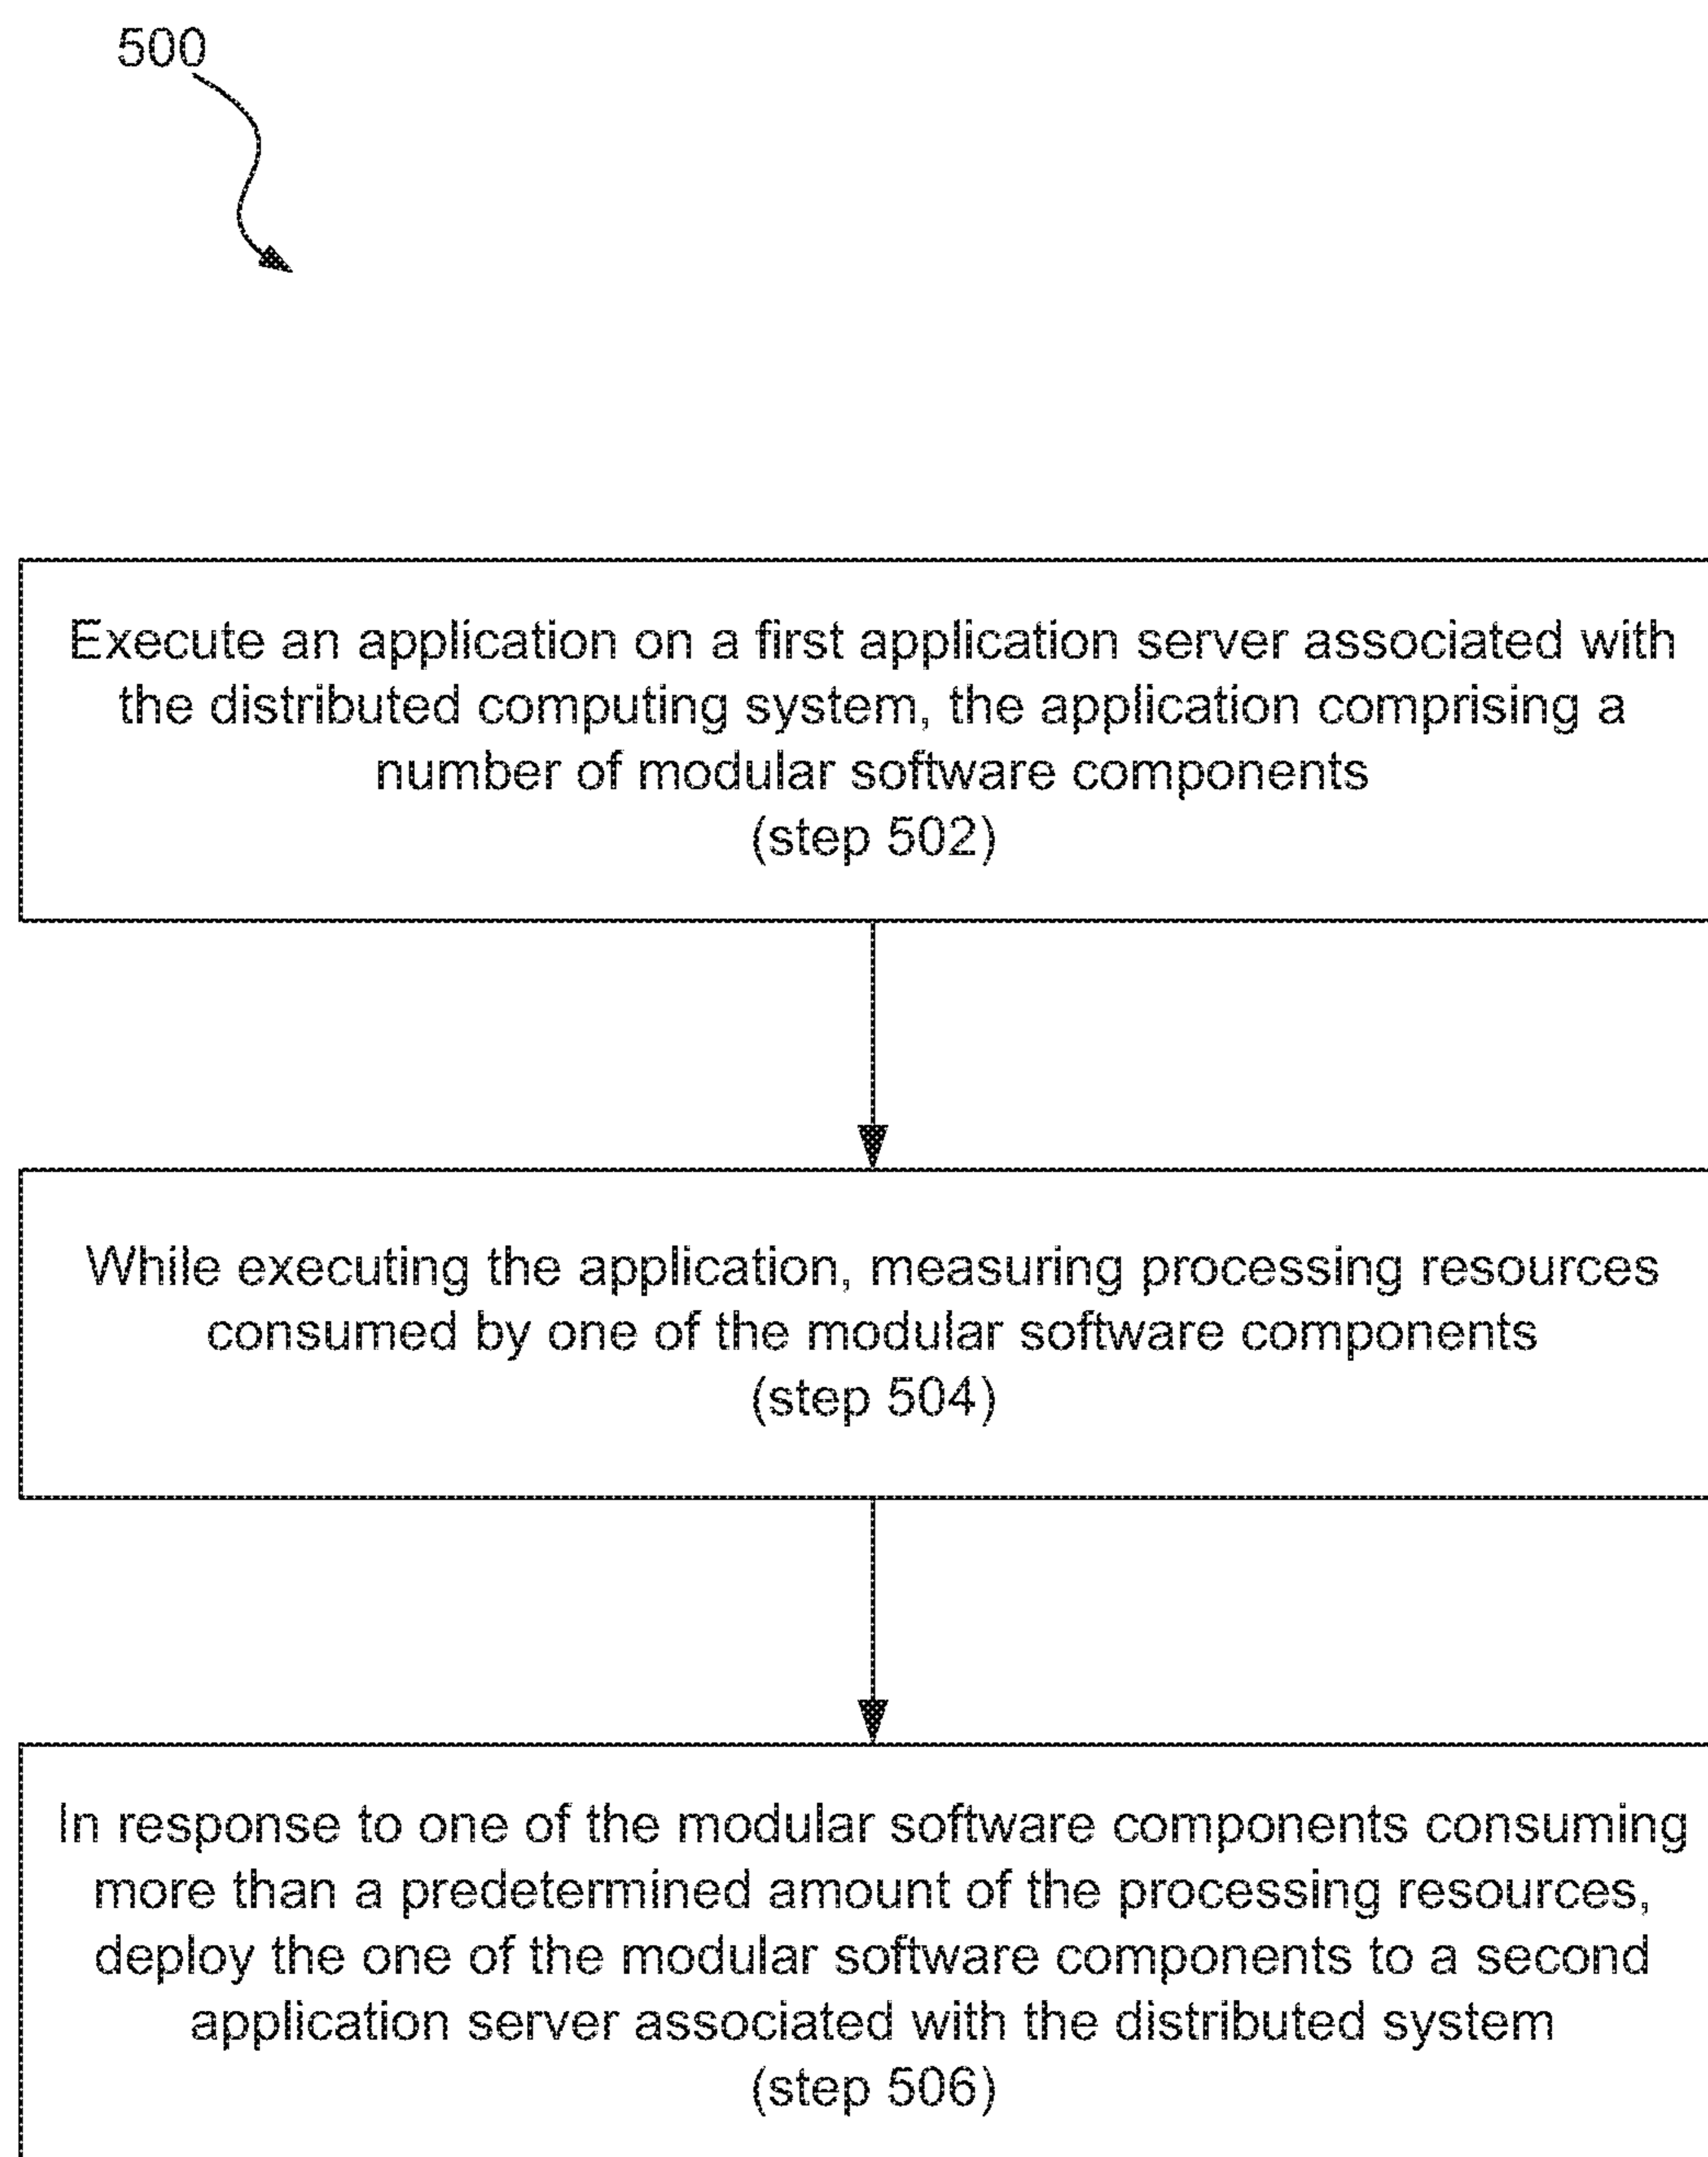 500
Execute an application on a first application server associated with
the distributed computing system, the application comprising a
number of modular software components
(step 502)
While executing the application, measuring processing resources
consumed by one of the modular software components
(step 504)
In response to one of the modular software components consuming
more than a predetermined amount of the processing resources,
deploy the one of the modular software components to a second
application server associated with the distributed system
(step 506)